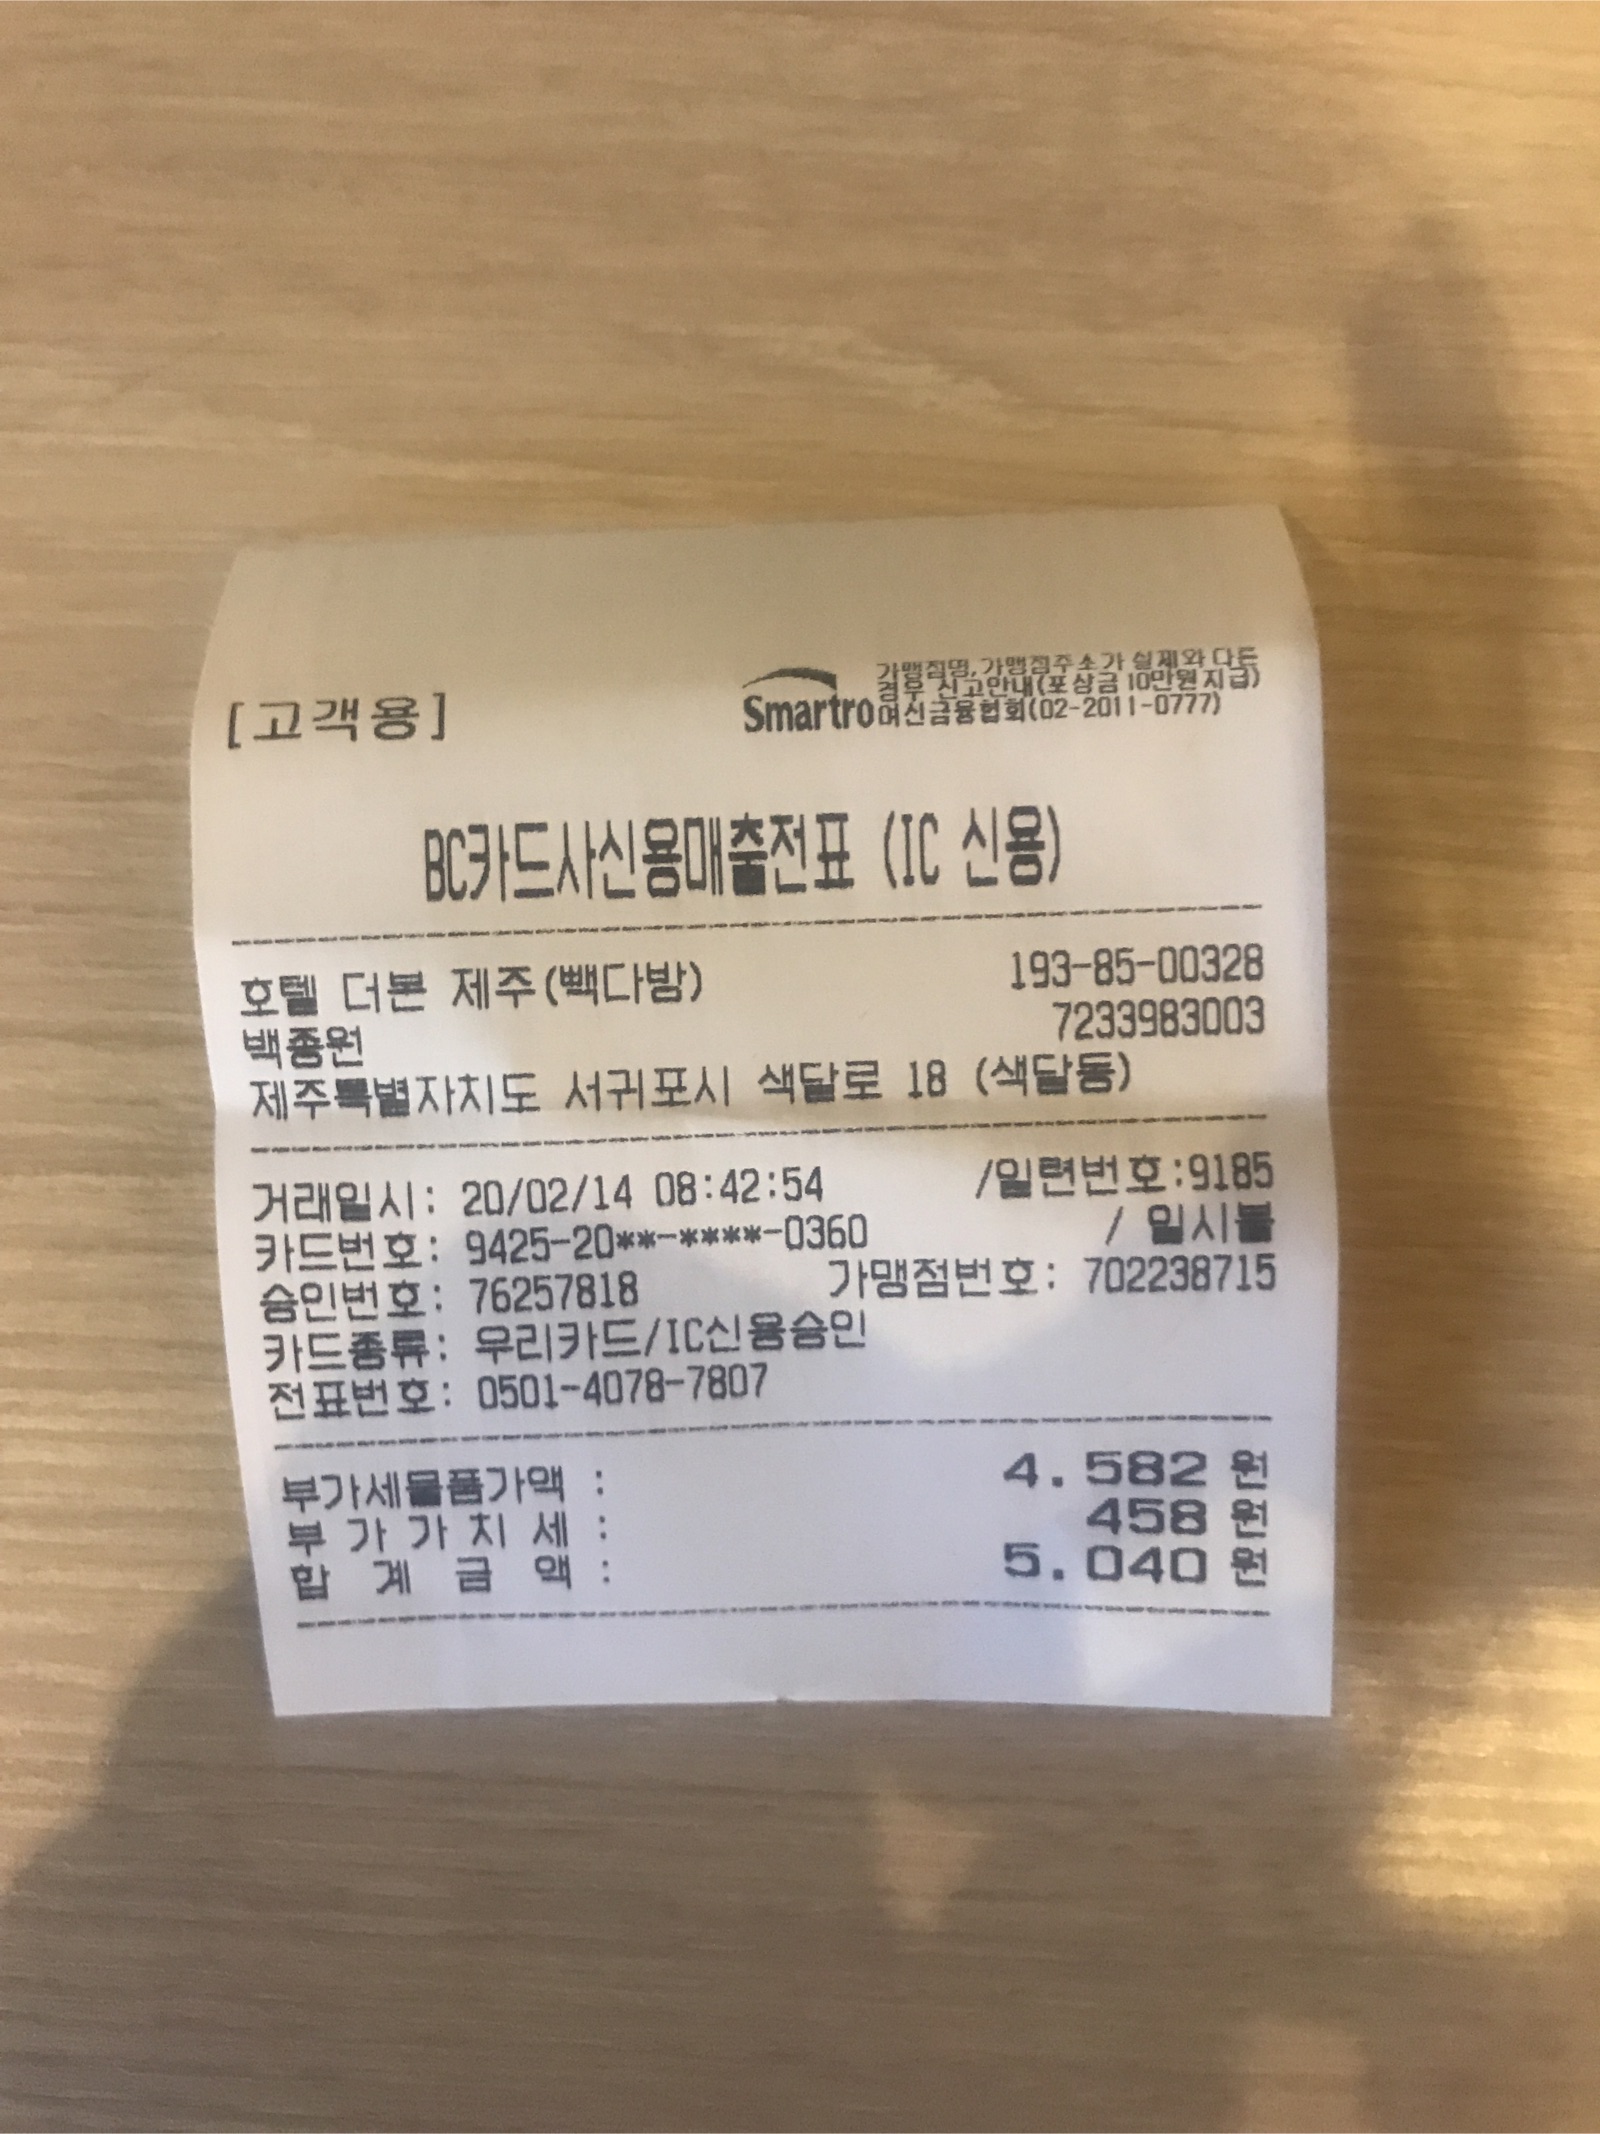 [고객용]
Smartro
가맹점명, 가맹점주소가 실제와 다른
경우 신고안내(포상금 10만원 지급)
여신금융협회(02-2011-0777)
BC카드사신용매출전표 (IC 신용)
호텔 더본 제주(빽다방) 193-85-00328
백종원 7233983003
제주특별자치도 서귀포시 색달로 18 (색달동)
거래일시: 20/02/14 08:42:54 /일련번호:9185
카드번호: 9425-20**-****-0360 / 일시불
승인번호: 76257818 가맹점번호: 702238715
카드종류: 우리카드/IC신용승인
전표번호: 0501-4078-7807
부가세물품가액 : 4.582 원
부 가 가 치 세 : 458 원
합 계 금 액 : 5.040 원